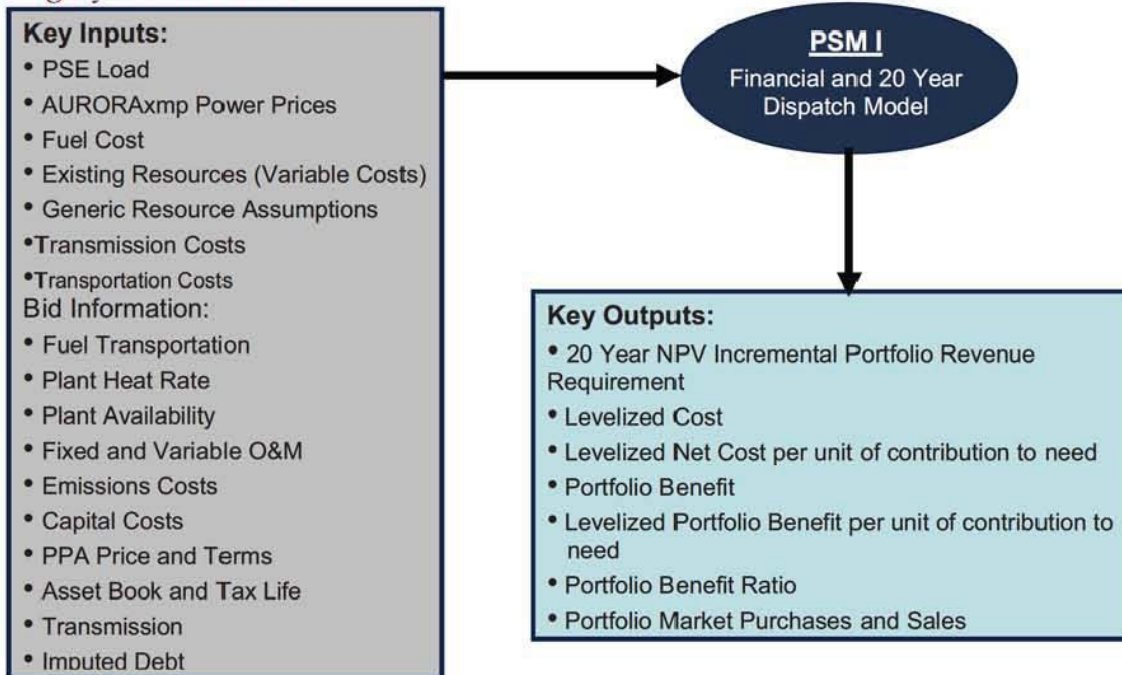 Key Inputs:
• PSE Load
• AURORAxmp Power Prices
• Fuel Cost
• Existing Resources (Variable Costs)
• Generic Resource Assumptions
•Transmission Costs
•Transportation Costs
Bid Information:
• Fuel Transportation
• Plant Heat Rate
• Plant Availability
• Fixed and Variable O&M
• Emissions Costs
• Capital Costs
• PPA Price and Terms
• Asset Book and Tax Life
• Transmission
• Imputed Debt
PSM I
Financial and 20 Year
Dispatch Model
Key Outputs:
• 20 Year NPV Incremental Portfolio Revenue
Requirement
• Levelized Cost
• Levelized Net Cost per unit of contribution to need
• Portfolio Benefit
• Levelized Portfolio Benefit per unit of contribution to
need
• Portfolio Benefit Ratio
• Portfolio Market Purchases and Sales